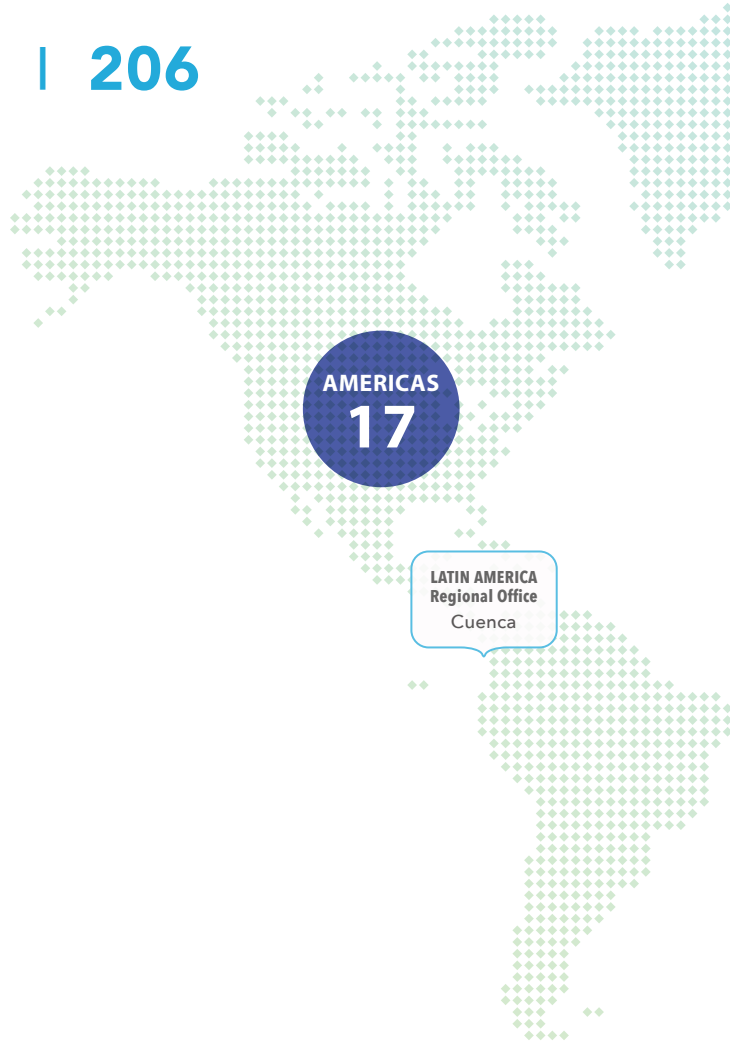 | 206
AMERICAS
17
LATIN AMERICA
Regional Office
Cuenca